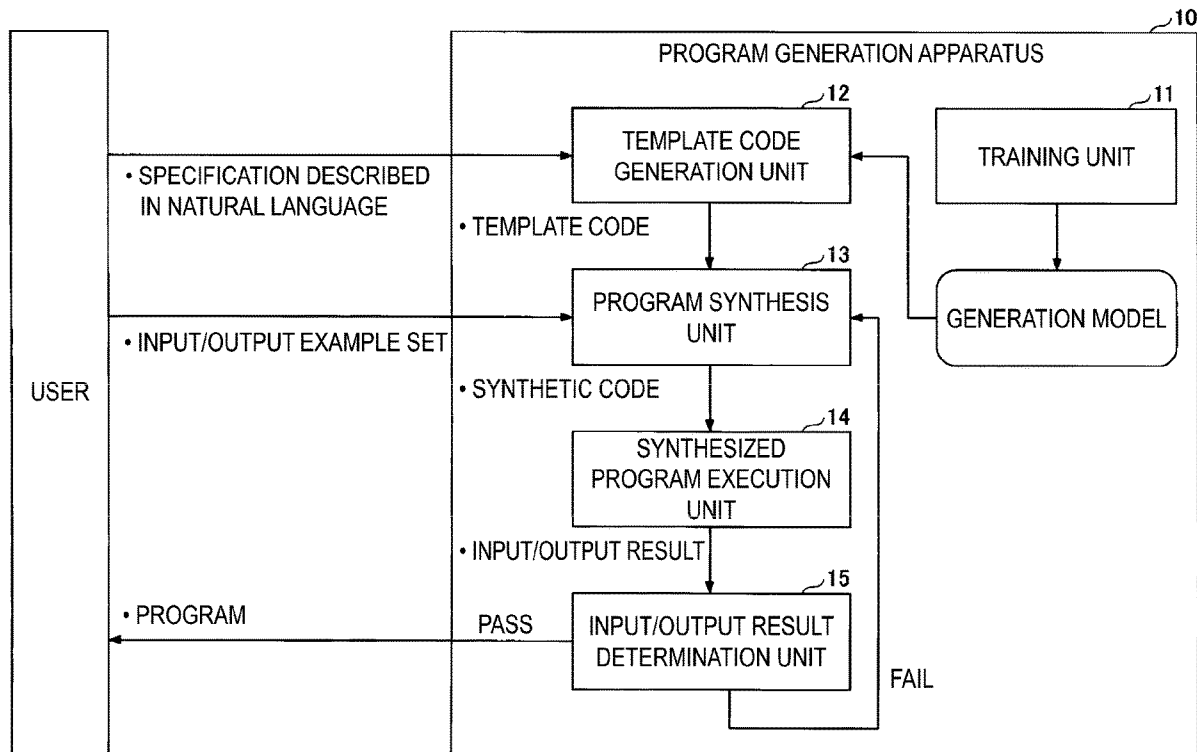 10
PROGRAM GENERATION APPARATUS
12
11
TEMPLATE CODE
GENERATION UNIT
TRAINING UNIT
• SPECIFICATION DESCRIBED
IN NATURAL LANGUAGE
• TEMPLATE CODE
13
PROGRAM SYNTHESIS
UNIT
GENERATION MODEL
• INPUT/OUTPUT EXAMPLE SET
USER
• SYNTHETIC CODE
14
SYNTHESIZED
PROGRAM EXECUTION
UNIT
• INPUT/OUTPUT RESULT
15
• PROGRAM
PASS
INPUT/OUTPUT RESULT
DETERMINATION UNIT
FAIL